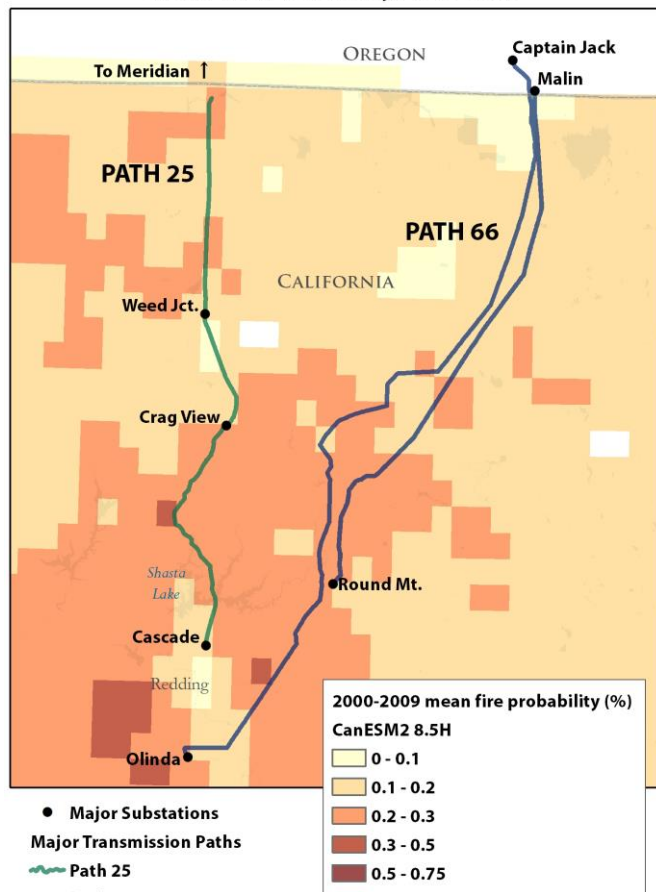 OREGON
Captain Jack
To Meridian ↑
Malin
PATH 25
PATH 66
CALIFORNIA
Weed Jct.
Crag View
Shasta
Lake
Round Mt.
Cascade
Redding
Olinda
2000-2009 mean fire probability (%)
CanESM2 8.5H
0 - 0.1
0.1 - 0.2
0.2 - 0.3
0.3 - 0.5
0.5 - 0.75
Major Substations
Major Transmission Paths
Path 25